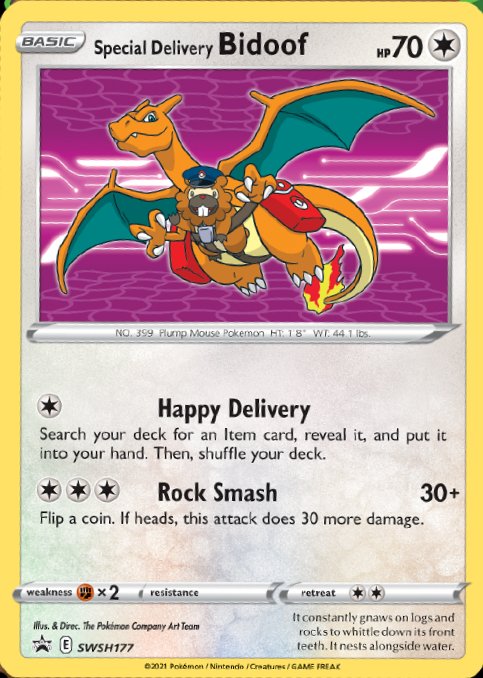 BASIC Special Delivery Bidoof HP 70
NO. 399 Plump Mouse Pokémon HT: 1'8" WT: 44.1 lbs.
Happy Delivery
Search your deck for an Item card, reveal it, and put it
into your hand. Then, shuffle your deck.
Rock Smash 30+
Flip a coin. If heads, this attack does 30 more damage.
weakness ×2 resistance retreat
Illus. & Direc. The Pokémon Company Art Team
E SWSH177
It constantly gnaws on logs and
rocks to whittle down its front
teeth. It nests alongside water.
©2021 Pokémon / Nintendo / Creatures / GAME FREAK